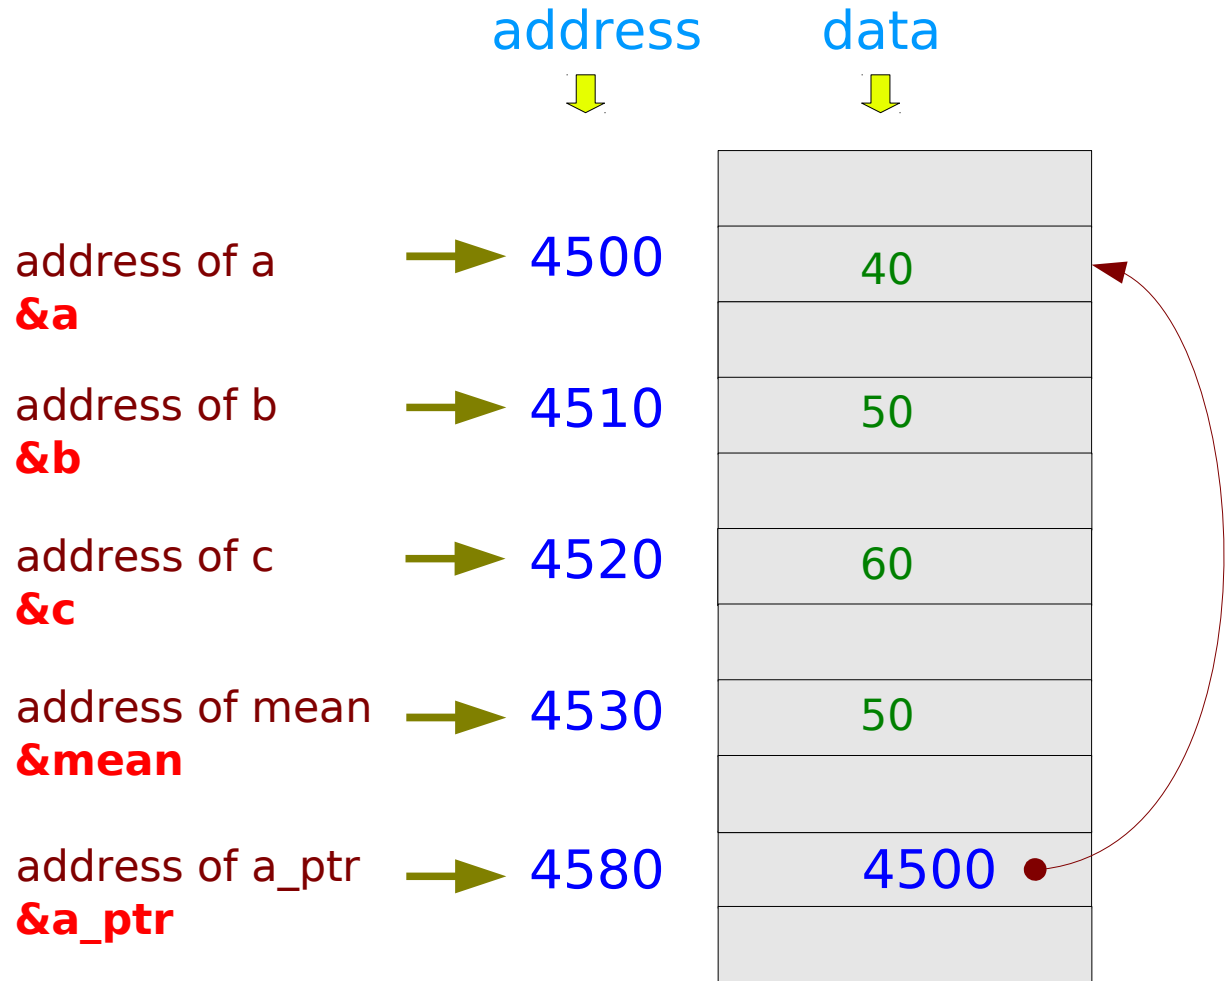 address data
address of a 4500 40
&a
address of b 4510 50
&b
address of c 4520 60
&c
address of mean 4530 50
&mean
address of a_ptr 4580 4500
&a_ptr